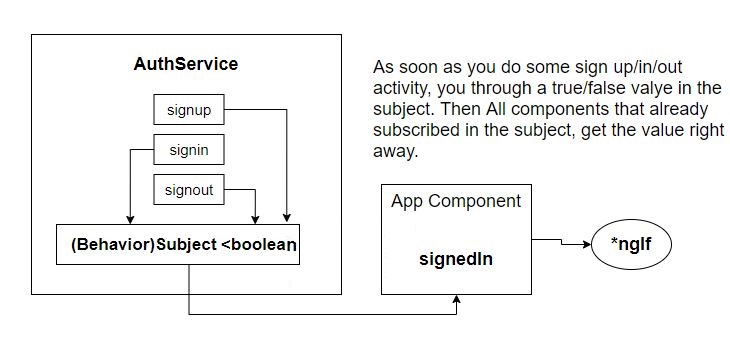 AuthService
signup
signin
signout
(Behavior)Subject <boolean
As soon as you do some sign up/in/out
activity, you through a true/false valye in the
subject. Then All components that already
subscribed in the subject, get the value right
away.
App Component
signedIn
*ngIf